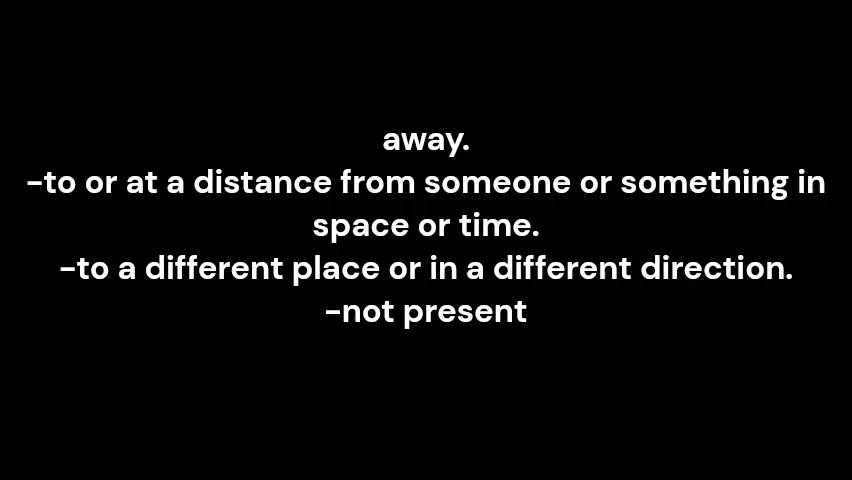 away.
-to or at a distance from someone or something in
space or time.
-to a different place or in a different direction.
-not present